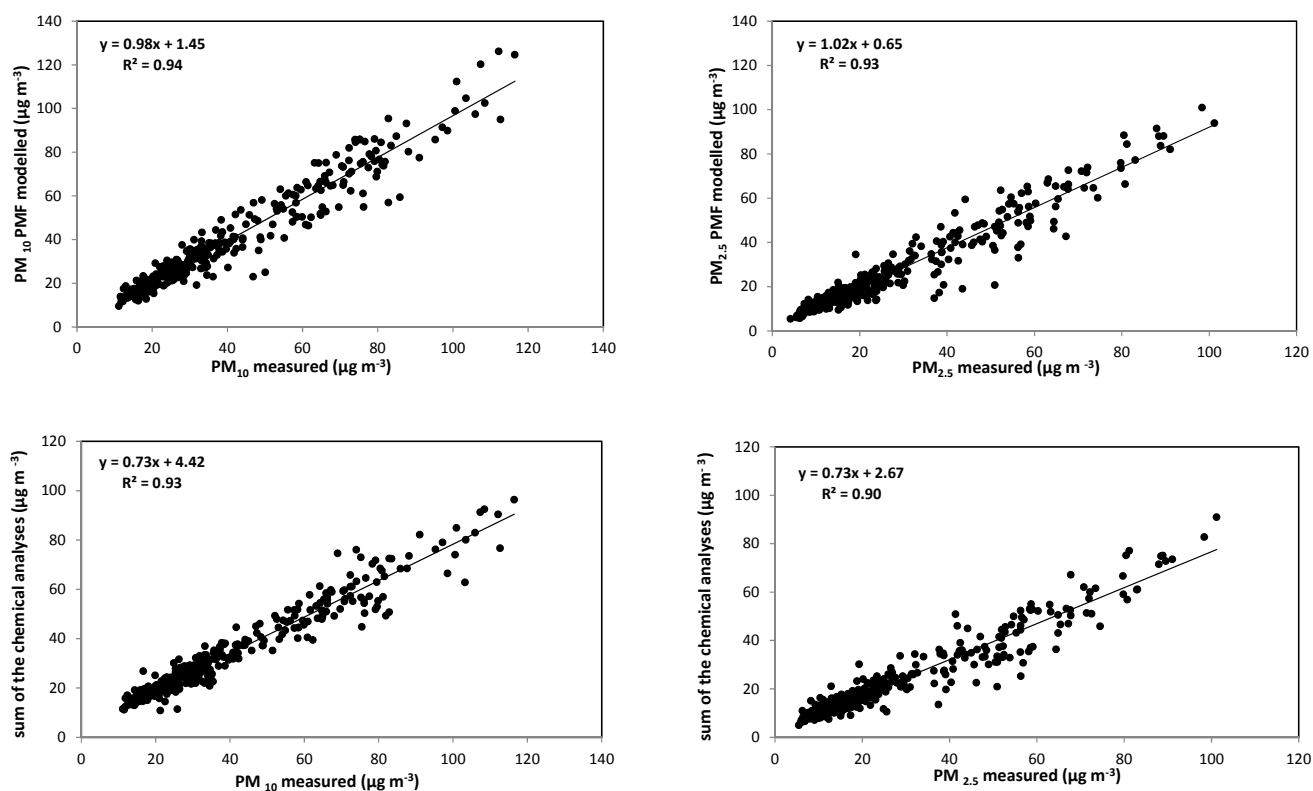 y = 0.98x + 1.45
R² = 0.94
PM 10 PMF modelled (µg m-3)
140
120
100
80
60
40
20
0
0 20 40 60 80 100 120 140
PM10 measured (µg m-3)
y = 1.02x + 0.65
R² = 0.93
PM2.5 PMF modelled (µg m-3)
140
120
100
80
60
40
20
0
0 20 40 60 80 100 120
PM2.5 measured (µg m -3)
y = 0.73x + 4.42
R² = 0.93
sum of the chemical analyses (µg m-3)
120
100
80
60
40
20
0
0 20 40 60 80 100 120 140
PM 10 measured (µg m-3)
y = 0.73x + 2.67
R² = 0.90
sum of the chemical analyses (µg m- 3)
120
100
80
60
40
20
0
0 20 40 60 80 100 120
PM 2.5 measured (µg m-3)